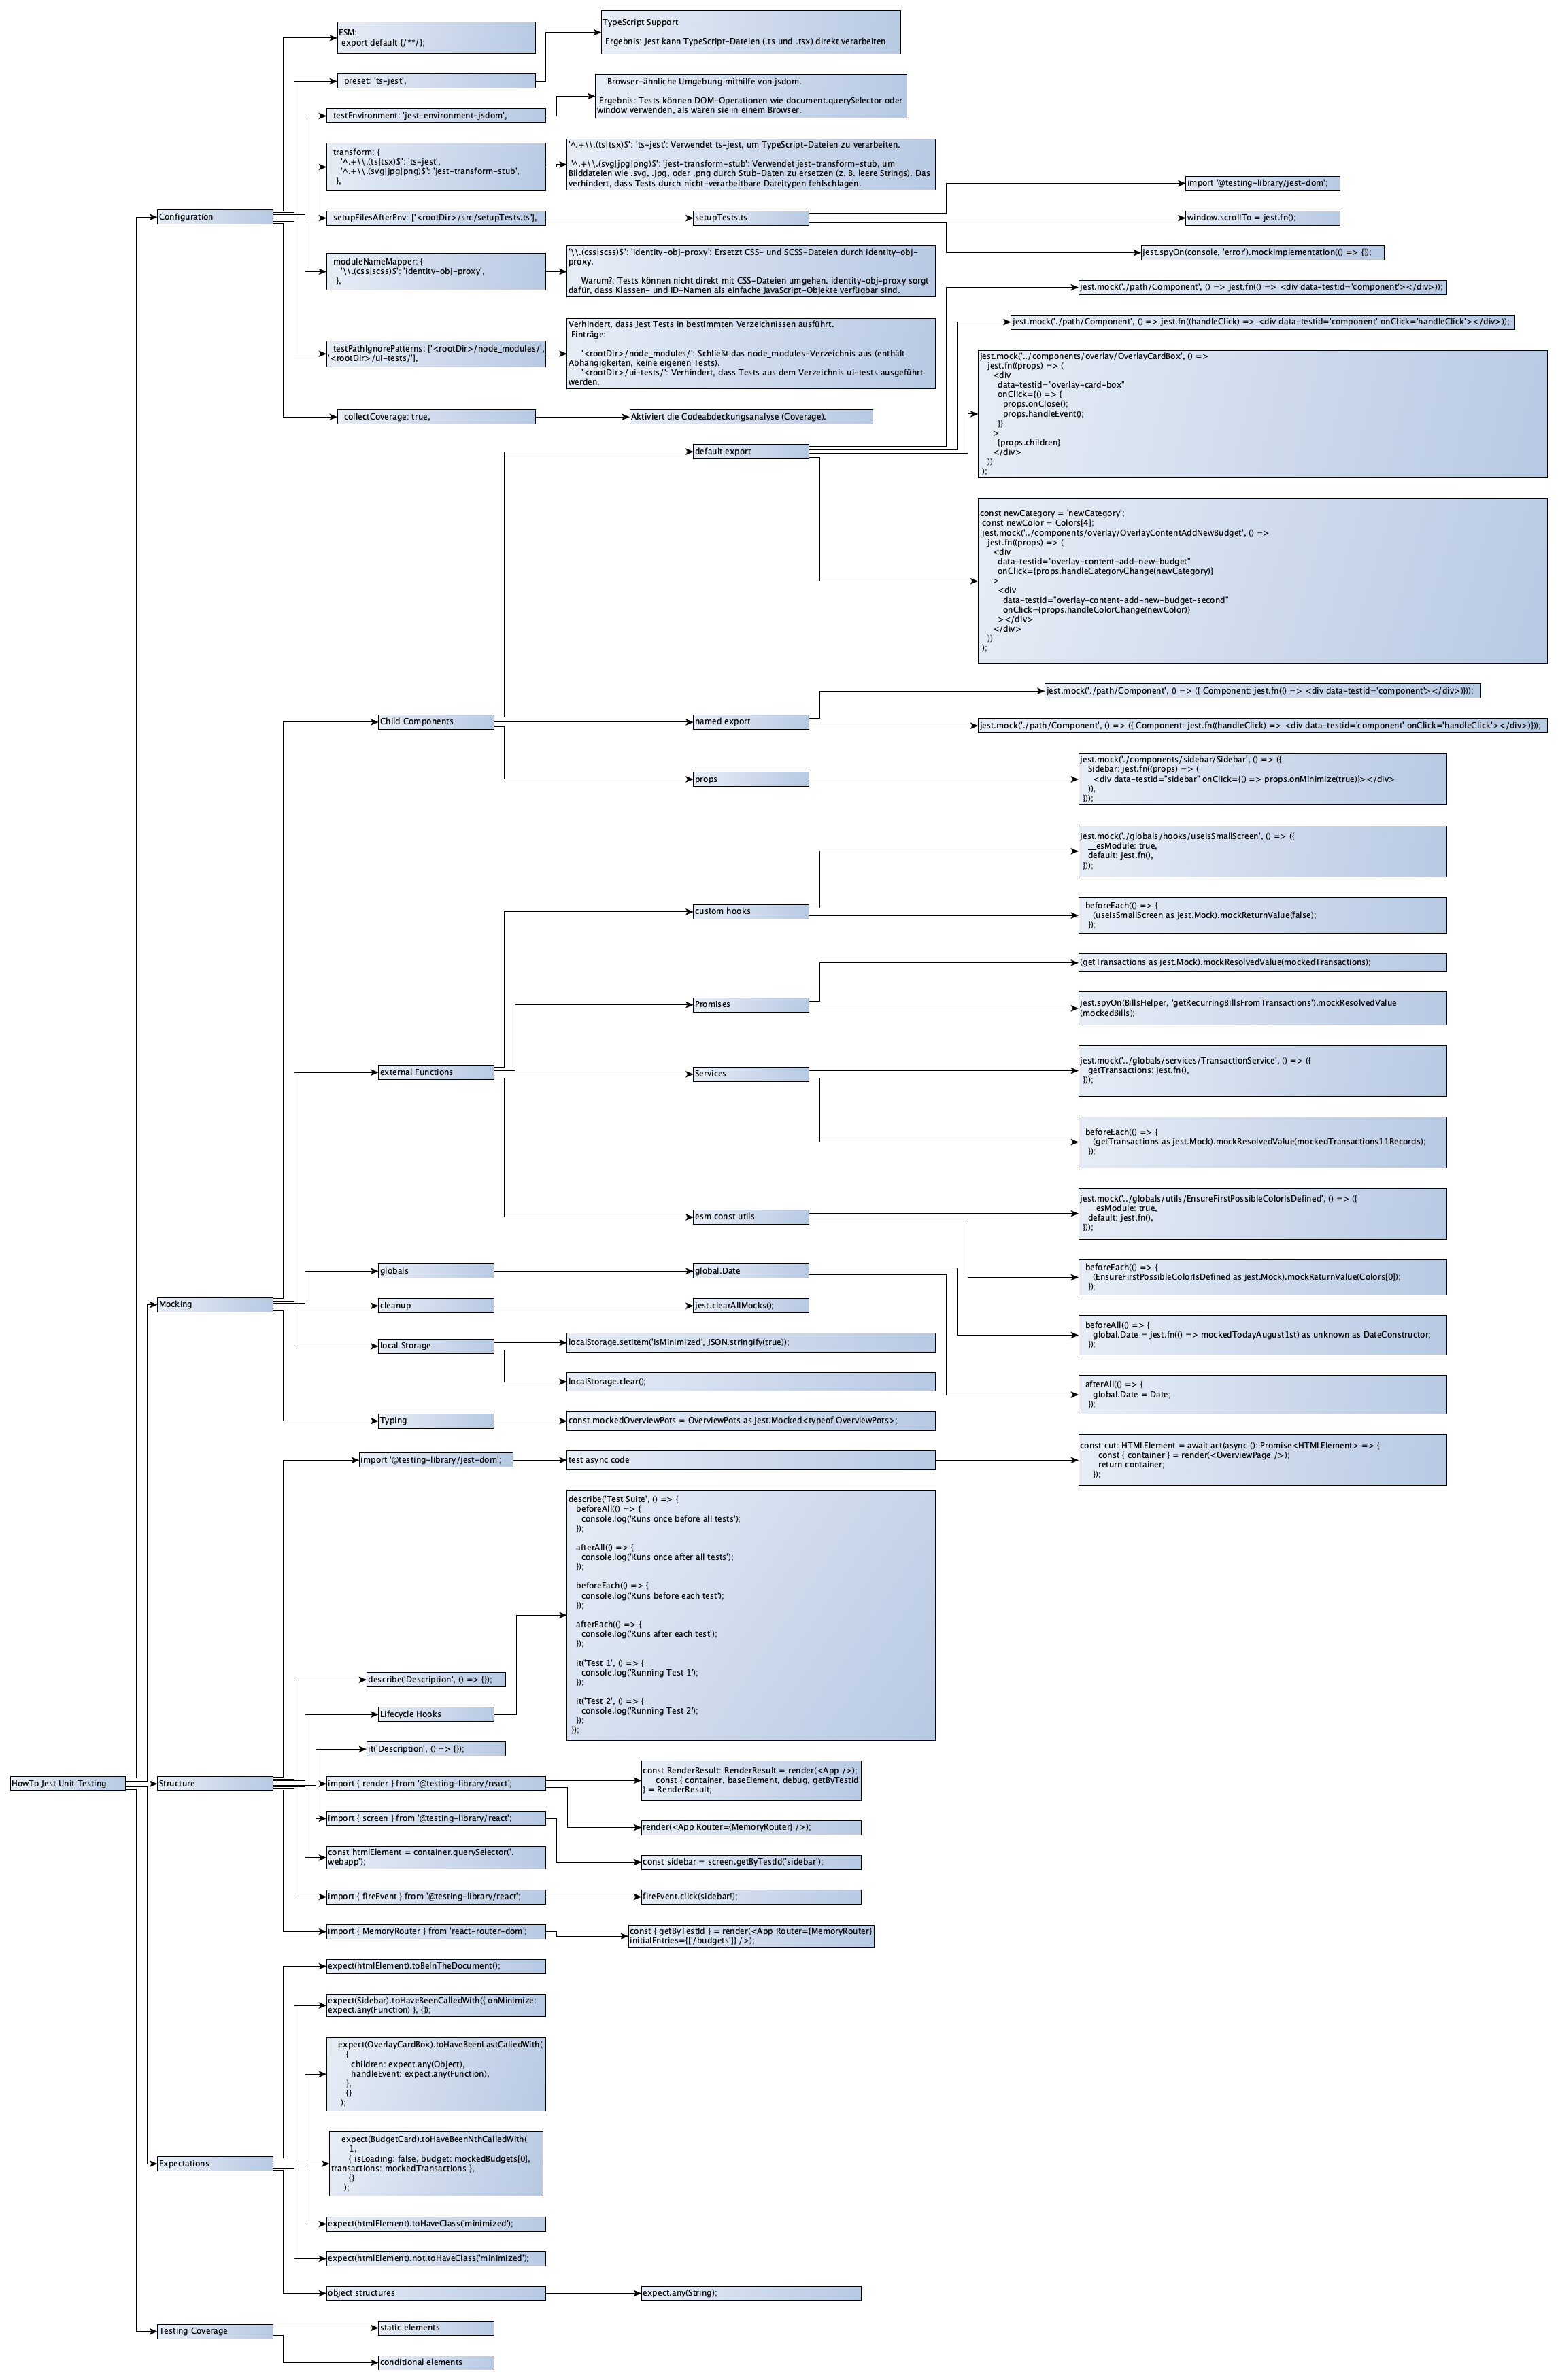 HowTo Jest Unit Testing
Configuration
ESM:
export default {/**/};
preset: 'ts-jest',
TypeScript Support
Ergebnis: Jest kann TypeScript-Dateien (.ts und .tsx) direkt verarbeiten
testEnvironment: 'jest-environment-jsdom',
Browser-ähnliche Umgebung mithilfe von jsdom.
Ergebnis: Tests können DOM-Operationen wie document.querySelector oder
window verwenden, als wären sie in einem Browser.
transform: {
'^.+\\.(ts|tsx)$': 'ts-jest',
'^.+\\.(svg|jpg|png)$': 'jest-transform-stub',
},
'^.+\\.(ts|tsx)$': 'ts-jest': Verwendet ts-jest, um TypeScript-Dateien zu verarbeiten.
'^.+\\.(svg|jpg|png)$': 'jest-transform-stub': Verwendet jest-transform-stub, um
Bilddateien wie .svg, .jpg, oder .png durch Stub-Daten zu ersetzen (z. B. leere Strings). Das
verhindert, dass Tests durch nicht-verarbeitbare Dateitypen fehlschlagen.
setupFilesAfterEnv: ['<rootDir>/src/setupTests.ts'],
setupTests.ts
import '@testing-library/jest-dom';
window.scrollTo = jest.fn();
jest.spyOn(console, 'error').mockImplementation(() => {});
moduleNameMapper: {
'\\.(css|scss)$': 'identity-obj-proxy',
},
'\\.(css|scss)$': 'identity-obj-proxy': Ersetzt CSS- und SCSS-Dateien durch identity-obj-
proxy.
Warum?: Tests können nicht direkt mit CSS-Dateien umgehen. identity-obj-proxy sorgt
dafür, dass Klassen- und ID-Namen als einfache JavaScript-Objekte verfügbar sind.
testPathIgnorePatterns: ['<rootDir>/node_modules/',
'<rootDir>/ui-tests/'],
Verhindert, dass Jest Tests in bestimmten Verzeichnissen ausführt.
Einträge:
'<rootDir>/node_modules/': Schließt das node_modules-Verzeichnis aus (enthält
Abhängigkeiten, keine eigenen Tests).
'<rootDir>/ui-tests/': Verhindert, dass Tests aus dem Verzeichnis ui-tests ausgeführt
werden.
collectCoverage: true,
Aktiviert die Codeabdeckungsanalyse (Coverage).
Mocking
Child Components
default export
jest.mock('./path/Component', () => jest.fn(() => <div data-testid='component'></div>));
jest.mock('./path/Component', () => jest.fn((handleClick) => <div data-testid='component' onClick='handleClick'></div>));
jest.mock('../components/overlay/OverlayCardBox', () =>
jest.fn((props) => (
<div
data-testid="overlay-card-box"
onClick={() => {
props.onClose();
props.handleEvent();
}}
>
{props.children}
</div>
))
);
const newCategory = 'newCategory';
const newColor = Colors[4];
jest.mock('../components/overlay/OverlayContentAddNewBudget', () =>
jest.fn((props) => (
<div
data-testid="overlay-content-add-new-budget"
onClick={props.handleCategoryChange(newCategory)}
>
<div
data-testid="overlay-content-add-new-budget-second"
onClick={props.handleColorChange(newColor)}
></div>
</div>
))
);
named export
jest.mock('./path/Component', () => ({ Component: jest.fn(() => <div data-testid='component'></div>)}));
jest.mock('./path/Component', () => ({ Component: jest.fn((handleClick) => <div data-testid='component' onClick='handleClick'></div>)}));
props
jest.mock('./components/sidebar/Sidebar', () => ({
Sidebar: jest.fn((props) => (
<div data-testid="sidebar" onClick={() => props.onMinimize(true)}></div>
)),
}));
external Functions
custom hooks
jest.mock('./globals/hooks/useIsSmallScreen', () => ({
__esModule: true,
default: jest.fn(),
}));
beforeEach(() => {
(useIsSmallScreen as jest.Mock).mockReturnValue(false);
});
Promises
(getTransactions as jest.Mock).mockResolvedValue(mockedTransactions);
jest.spyOn(BillsHelper, 'getRecurringBillsFromTransactions').mockResolvedValue
(mockedBills);
Services
jest.mock('../globals/services/TransactionService', () => ({
getTransactions: jest.fn(),
}));
beforeEach(() => {
(getTransactions as jest.Mock).mockResolvedValue(mockedTransactions11Records);
});
esm const utils
jest.mock('../globals/utils/EnsureFirstPossibleColorIsDefined', () => ({
__esModule: true,
default: jest.fn(),
}));
beforeEach(() => {
(EnsureFirstPossibleColorIsDefined as jest.Mock).mockReturnValue(Colors[0]);
});
globals
global.Date
beforeAll(() => {
global.Date = jest.fn(() => mockedTodayAugust1st) as unknown as DateConstructor;
});
afterAll(() => {
global.Date = Date;
});
cleanup
jest.clearAllMocks();
local Storage
localStorage.setItem('isMinimized', JSON.stringify(true));
localStorage.clear();
Typing
const mockedOverviewPots = OverviewPots as jest.Mocked<typeof OverviewPots>;
Structure
import '@testing-library/jest-dom';
test async code
const cut: HTMLElement = await act(async (): Promise<HTMLElement> => {
const { container } = render(<OverviewPage />);
return container;
});
describe('Description', () => {});
Lifecycle Hooks
describe('Test Suite', () => {
beforeAll(() => {
console.log('Runs once before all tests');
});
afterAll(() => {
console.log('Runs once after all tests');
});
beforeEach(() => {
console.log('Runs before each test');
});
afterEach(() => {
console.log('Runs after each test');
});
it('Test 1', () => {
console.log('Running Test 1');
});
it('Test 2', () => {
console.log('Running Test 2');
});
});
it('Description', () => {});
import { render } from '@testing-library/react';
const RenderResult: RenderResult = render(<App />);
const { container, baseElement, debug, getByTestId
} = RenderResult;
render(<App Router={MemoryRouter} />);
import { screen } from '@testing-library/react';
const sidebar = screen.getByTestId('sidebar');
const htmlElement = container.querySelector('.
webapp');
import { fireEvent } from '@testing-library/react';
fireEvent.click(sidebar!);
import { MemoryRouter } from 'react-router-dom';
const { getByTestId } = render(<App Router={MemoryRouter}
initialEntries={['/budgets']} />);
Expectations
expect(htmlElement).toBeInTheDocument();
expect(Sidebar).toHaveBeenCalledWith({ onMinimize:
expect.any(Function) }, {});
expect(OverlayCardBox).toHaveBeenLastCalledWith(
{
children: expect.any(Object),
handleEvent: expect.any(Function),
},
{}
);
expect(BudgetCard).toHaveBeenNthCalledWith(
1,
{ isLoading: false, budget: mockedBudgets[0],
transactions: mockedTransactions },
{}
);
expect(htmlElement).toHaveClass('minimized');
expect(htmlElement).not.toHaveClass('minimized');
object structures
expect.any(String);
Testing Coverage
static elements
conditional elements